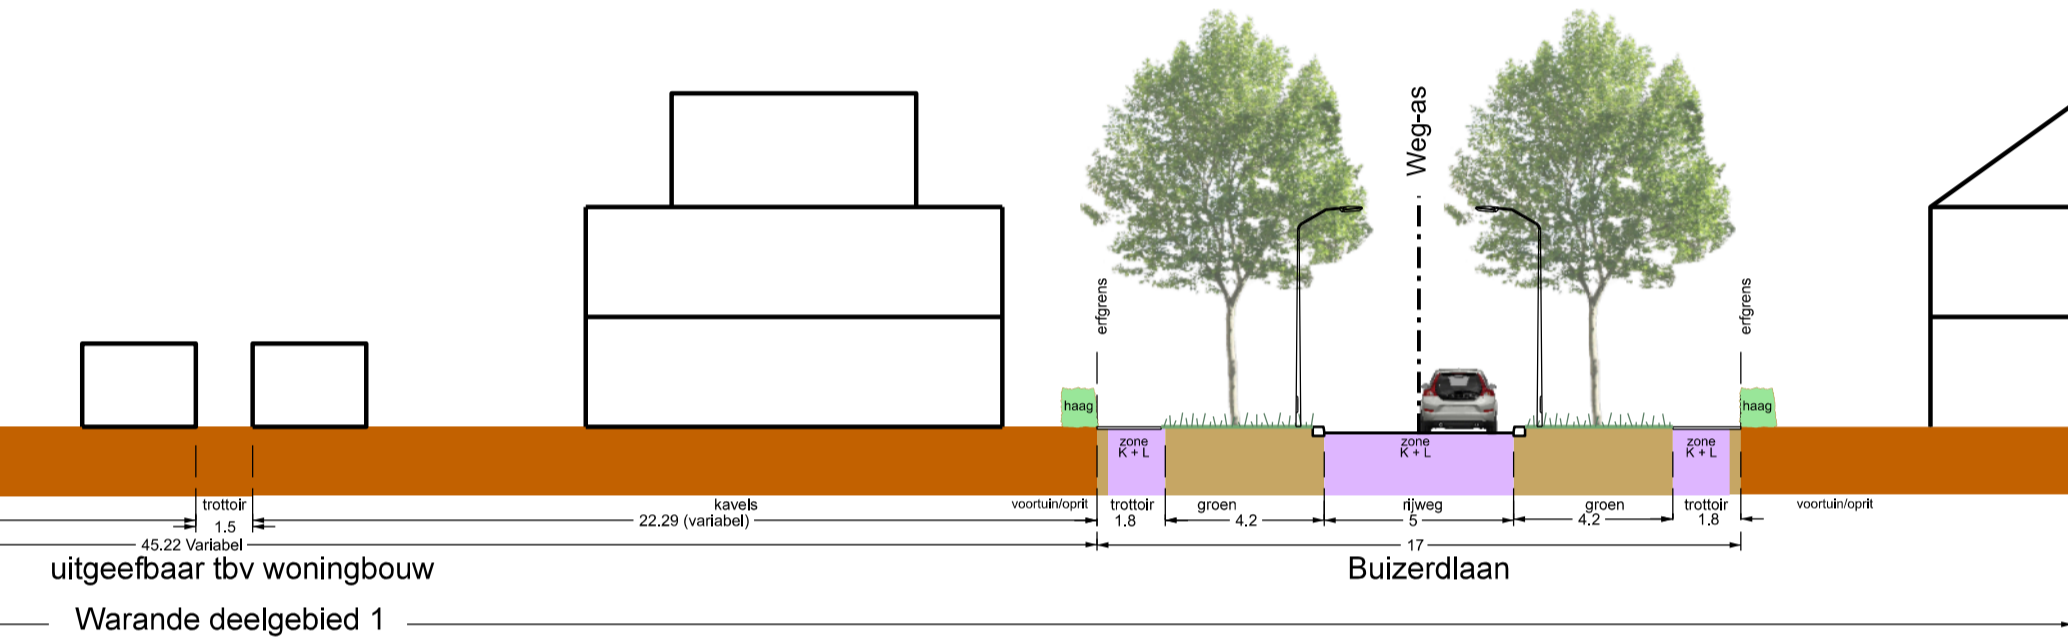 Weg-as
erfgrens
erfgrens
haag
haag
zone
K + L
zone
K + L
zone
K + L
trottoir
kavels
voortuin/oprit
trottoir
groen
rijweg
groen
trottoir
voortuin/oprit
1.5
22.29 (variabel)
1.8
4.2
5
4.2
1.8
45.22 Variabel
17
uitgeefbaar tbv woningbouw
Buizerdlaan
Warande deelgebied 1